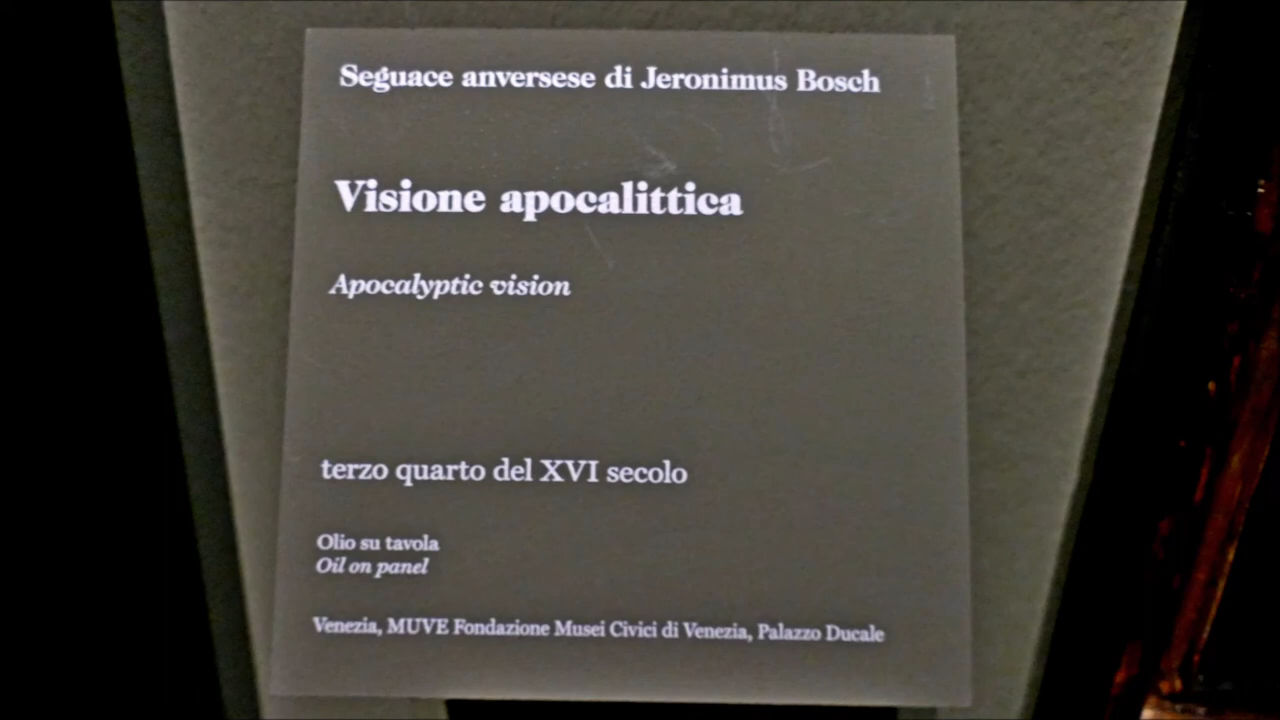 Seguace anversese di Jeronimus Bosch
Visione apocalittica
Apocalyptic vision
terzo quarto del XVI secolo
Olio su tavola
Oil on panel
Venezia, MUVE Fondazione Musei Civici di Venezia, Palazzo Ducale